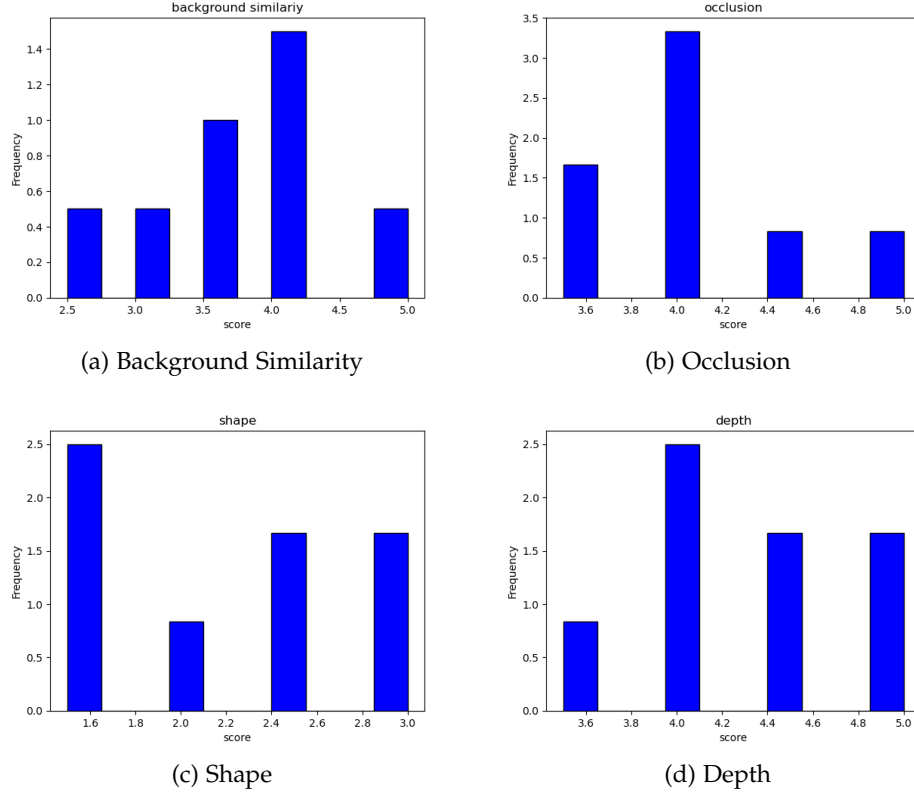 background similariy
1.4
1.2
1.0
0.8
0.6
0.4
0.2
0.0
Frequency
2.5 3.0 3.5 4.0 4.5 5.0
score
(a) Background Similarity
occlusion
3.5
3.0
2.5
2.0
1.5
1.0
0.5
0.0
Frequency
3.6 3.8 4.0 4.2 4.4 4.6 4.8 5.0
score
(b) Occlusion
shape
2.5
2.0
1.5
1.0
0.5
0.0
Frequency
1.6 1.8 2.0 2.2 2.4 2.6 2.8 3.0
score
(c) Shape
depth
2.5
2.0
1.5
1.0
0.5
0.0
Frequency
3.6 3.8 4.0 4.2 4.4 4.6 4.8 5.0
score
(d) Depth